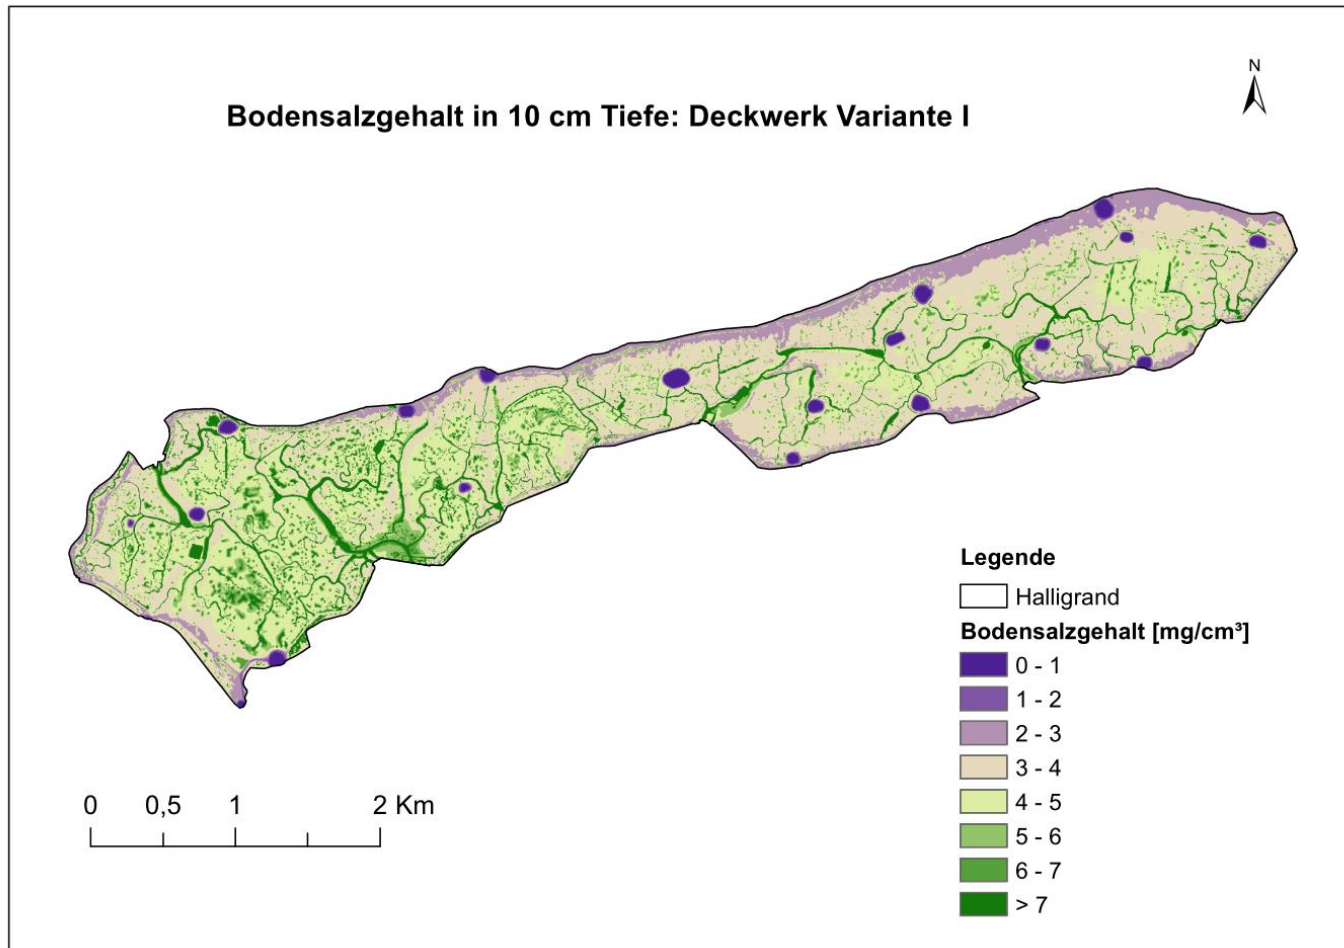 N
Bodensalzgehalt in 10 cm Tiefe: Deckwerk Variante I
Legende
Halligrand
Bodensalzgehalt [mg/cm³]
0 - 1
1 - 2
2 - 3
3 - 4
4 - 5
5 - 6
6 - 7
> 7
0 0,5 1 2 Km